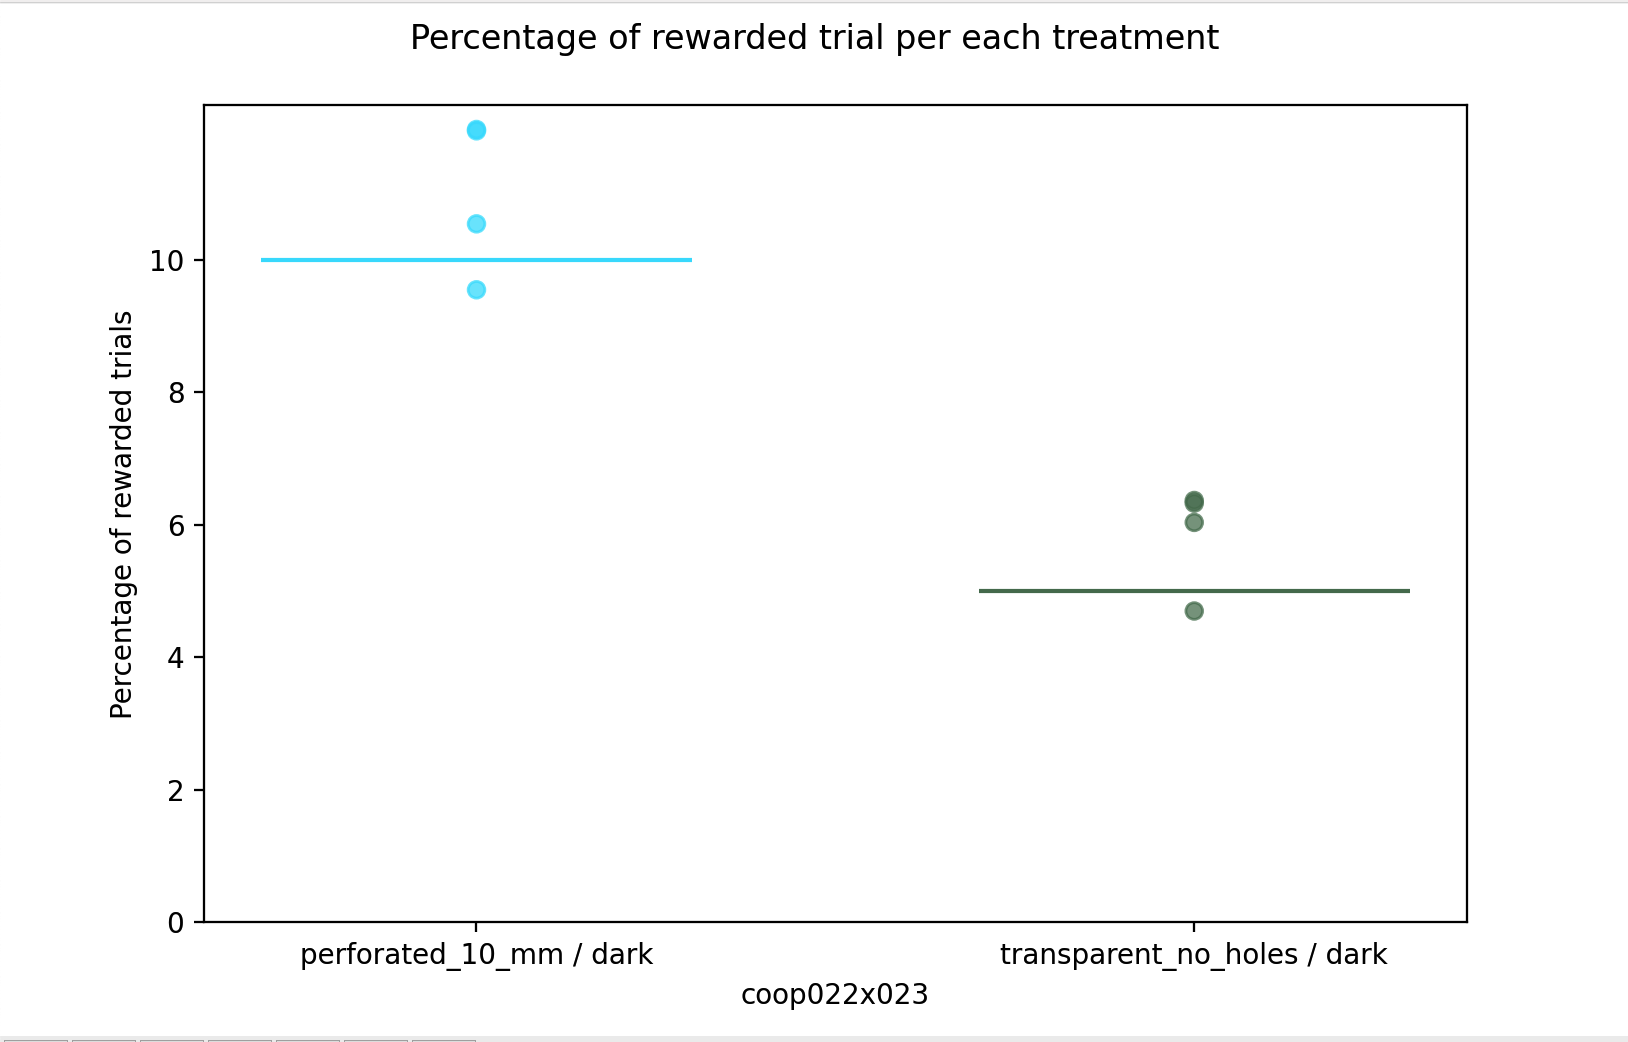 Percentage of rewarded trial per each treatment
Percentage of rewarded trials
10
8
6
4
2
0
perforated_10_mm / dark
transparent_no_holes / dark
coop022x023